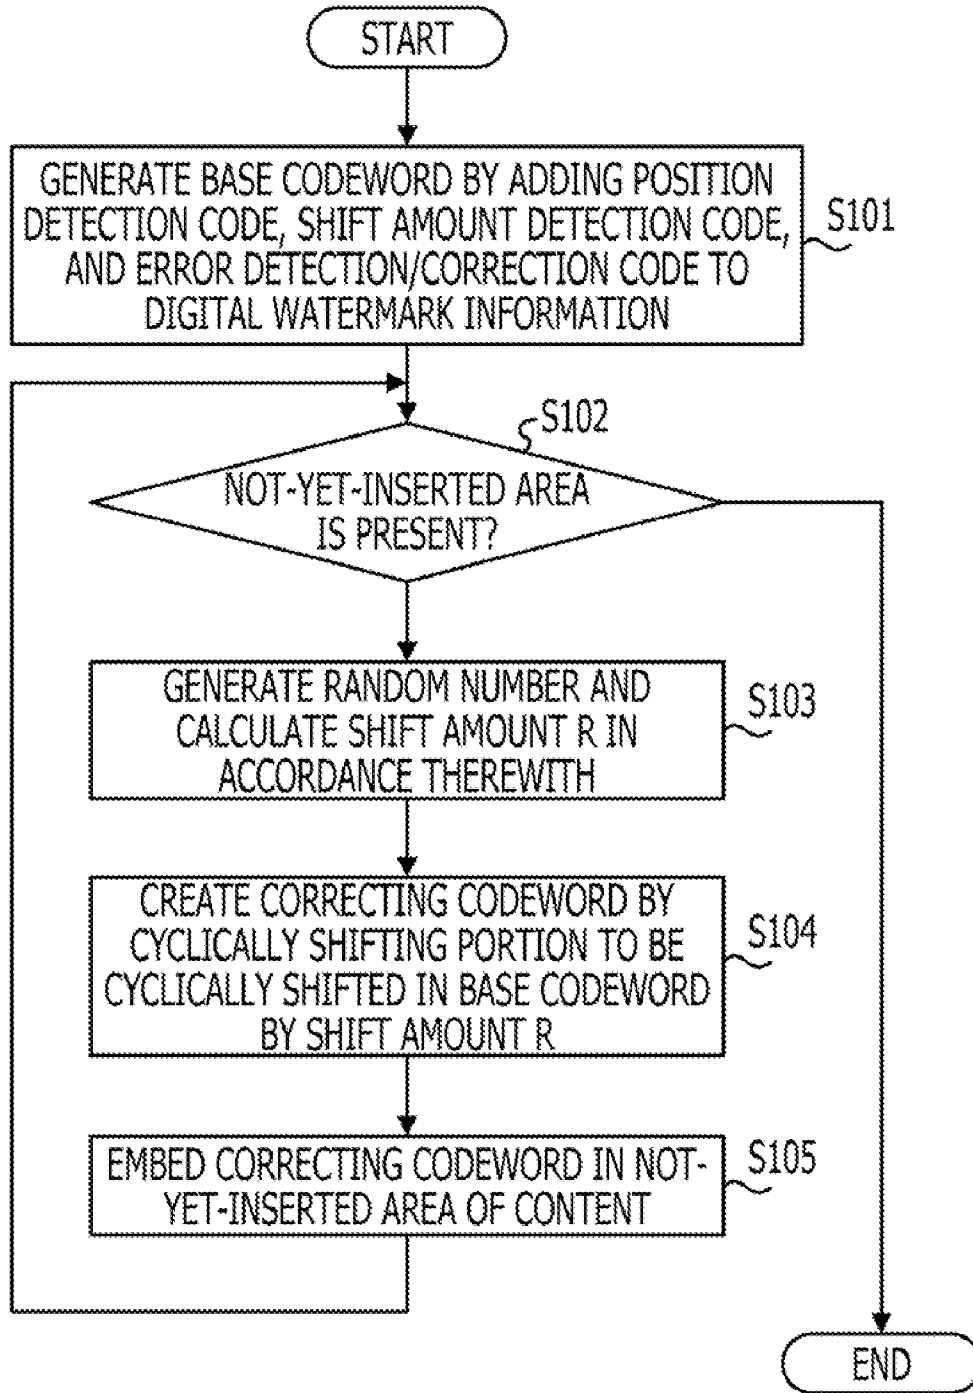 START
GENERATE BASE CODEWORD BY ADDING POSITION
DETECTION CODE, SHIFT AMOUNT DETECTION CODE,
AND ERROR DETECTION/CORRECTION CODE TO
DIGITAL WATERMARK INFORMATION
S101
S102
NOT-YET-INSERTED AREA
IS PRESENT?
GENERATE RANDOM NUMBER AND
CALCULATE SHIFT AMOUNT R IN
ACCORDANCE THEREWITH
S103
CREATE CORRECTING CODEWORD BY
CYCLICALLY SHIFTING PORTION TO BE
CYCLICALLY SHIFTED IN BASE CODEWORD
BY SHIFT AMOUNT R
S104
EMBED CORRECTING CODEWORD IN NOT-
YET-INSERTED AREA OF CONTENT
S105
END